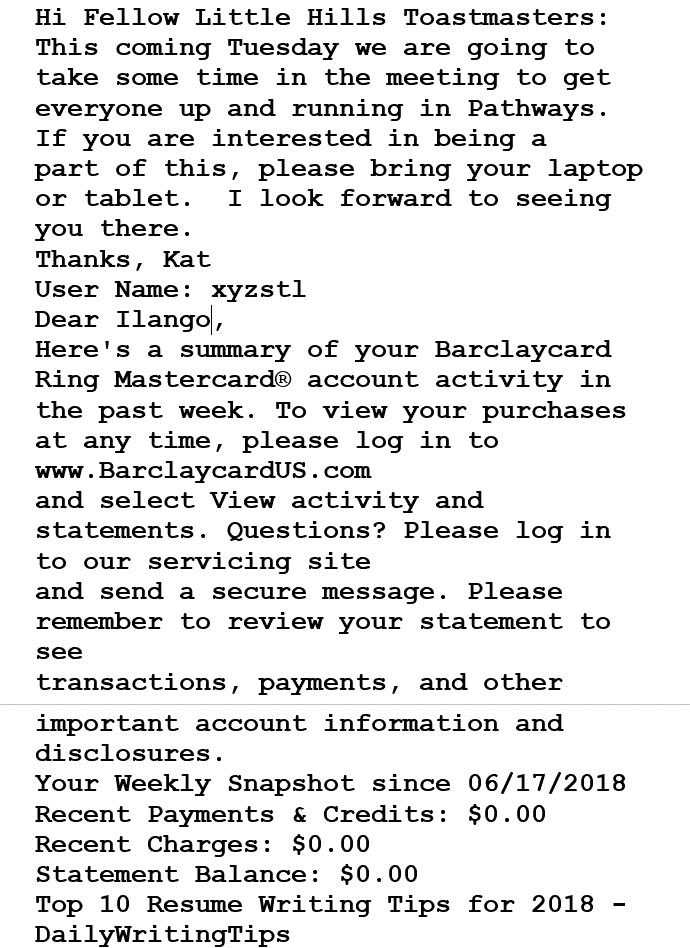 Hi Fellow Little Hills Toastmasters:
This coming Tuesday we are going to
take some time in the meeting to get
everyone up and running in Pathways.
If you are interested in being a
part of this, please bring your laptop
or tablet.  I look forward to seeing
you there.
Thanks, Kat
User Name: xyzstl
Dear Ilango,
Here's a summary of your Barclaycard
Ring Mastercard® account activity in
the past week. To view your purchases
at any time, please log in to
www.BarclaycardUS.com
and select View activity and
statements. Questions? Please log in
to our servicing site
and send a secure message. Please
remember to review your statement to
see
transactions, payments, and other
important account information and
disclosures.
Your Weekly Snapshot since 06/17/2018
Recent Payments & Credits: $0.00
Recent Charges: $0.00
Statement Balance: $0.00
Top 10 Resume Writing Tips for 2018 -
DailyWritingTips